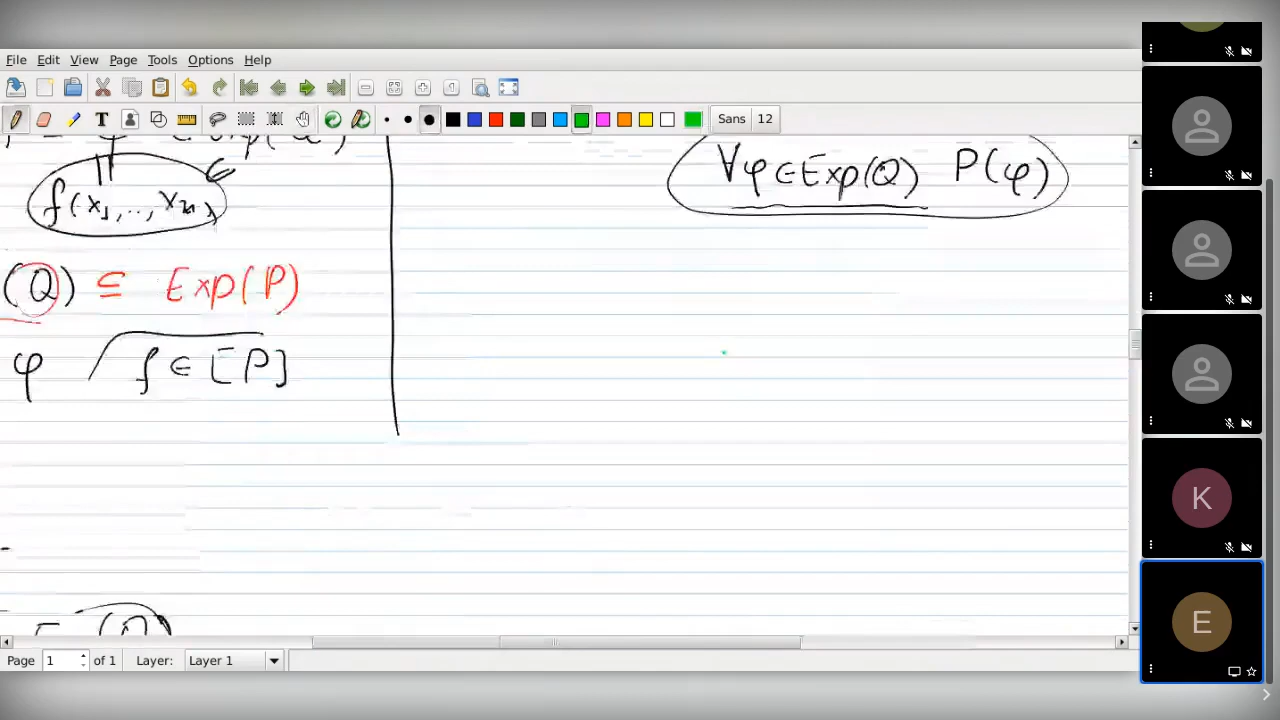 File Edit View Page Tools Options Help
Sans 12
∀φ∈Exp(Q) P(φ)
f(x₁,..,xₙ)
(Q) ⊆ Exp(P)
φ f∈[P]
(Q)
K
E
Page 1 of 1 Layer: Layer 1